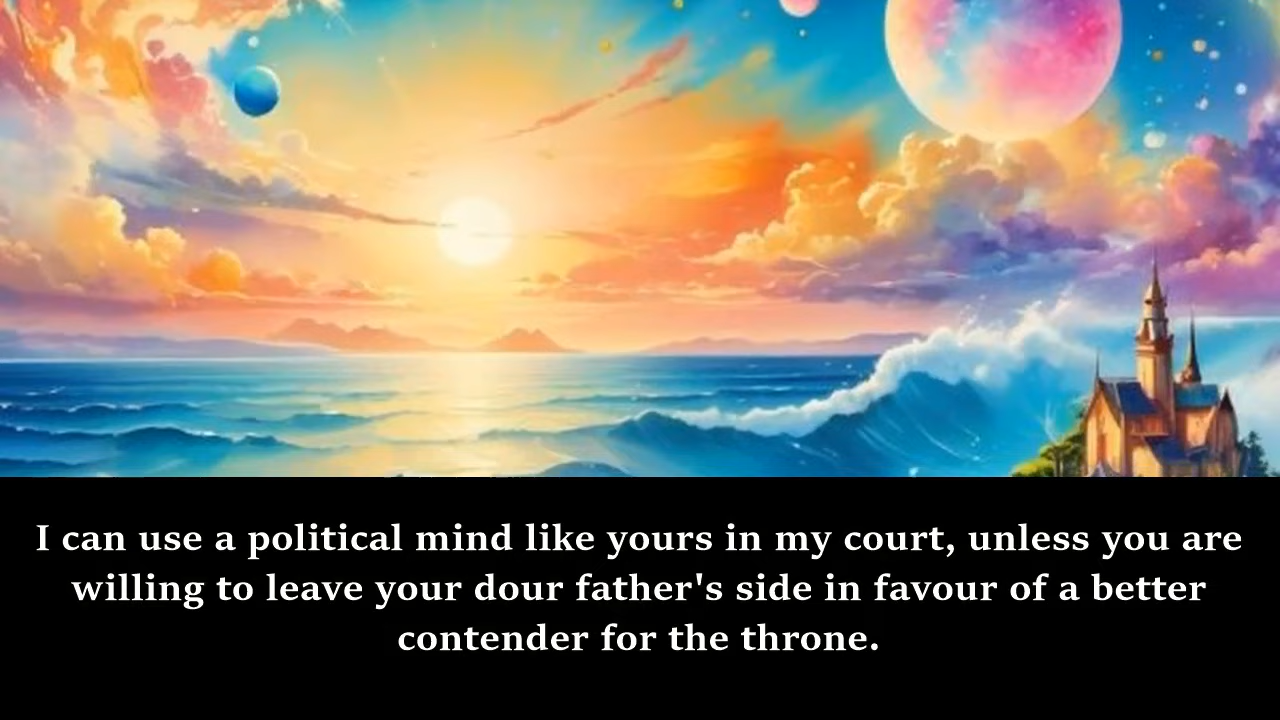 I can use a political mind like yours in my court, unless you are
willing to leave your dour father's side in favour of a better
contender for the throne.